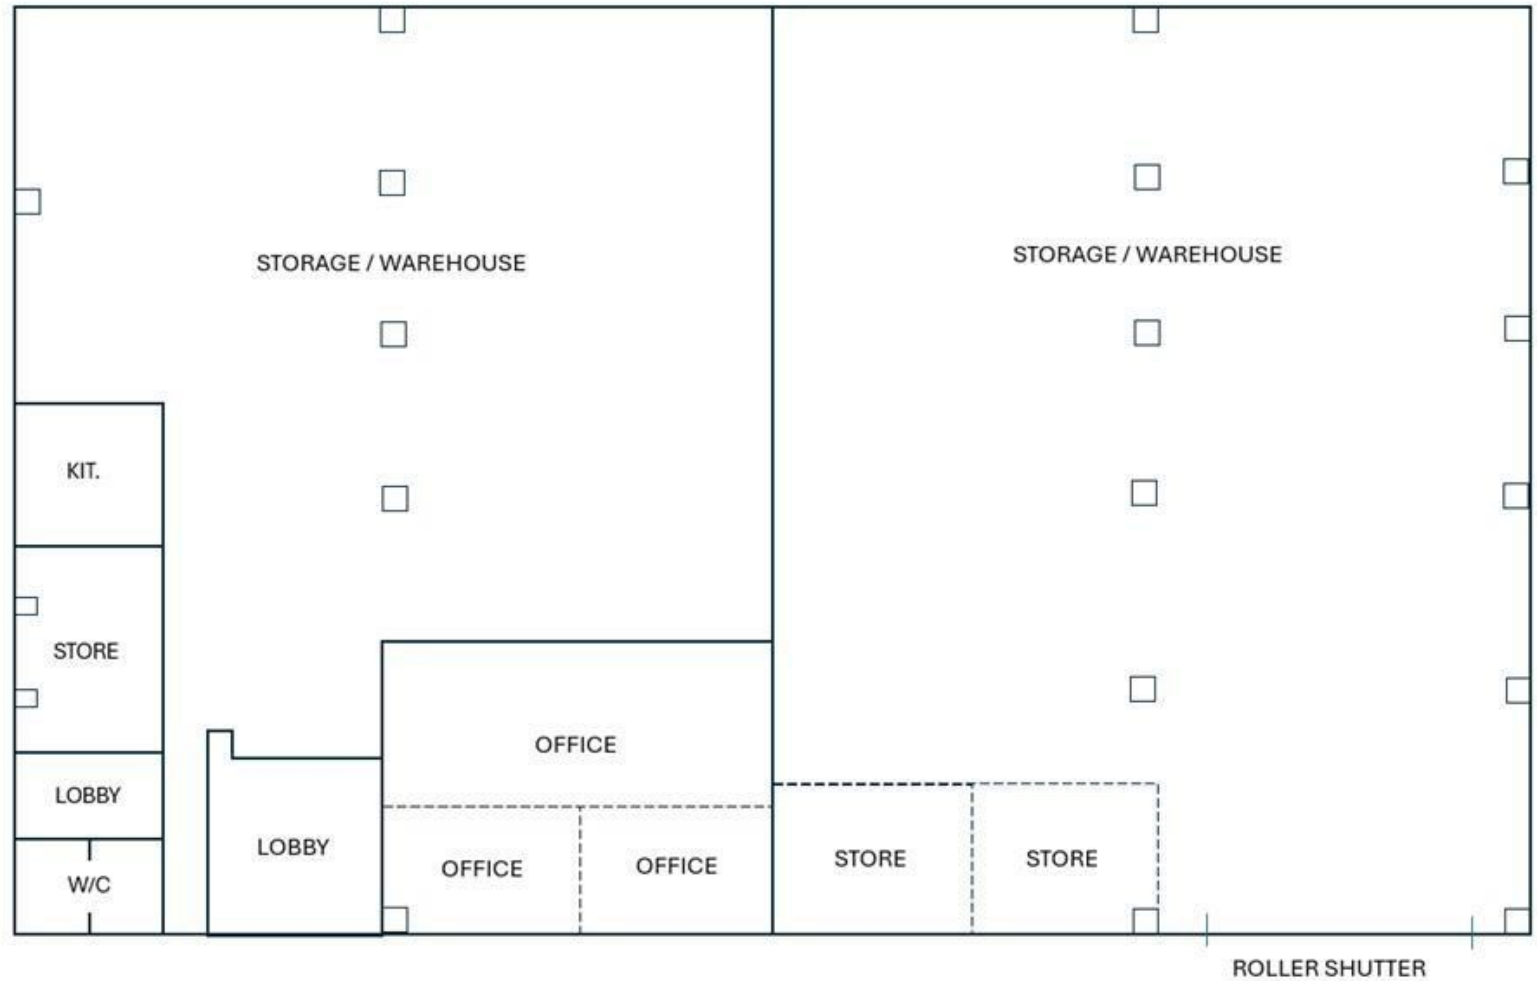 STORAGE / WAREHOUSE
STORAGE / WAREHOUSE
KIT.
STORE
OFFICE
LOBBY
LOBBY
OFFICE
OFFICE
STORE
STORE
W/C
ROLLER SHUTTER